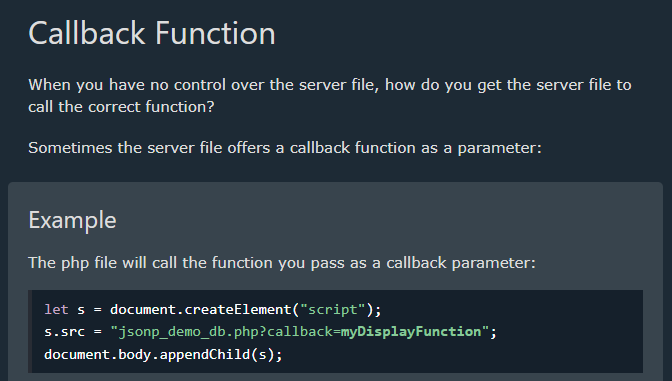 Callback Function
When you have no control over the server file, how do you get the server file to
call the correct function?
Sometimes the server file offers a callback function as a parameter:
Example
The php file will call the function you pass as a callback parameter:
let s = document.createElement("script");
s.src = "jsonp_demo_db.php?callback=myDisplayFunction";
document.body.appendChild(s);